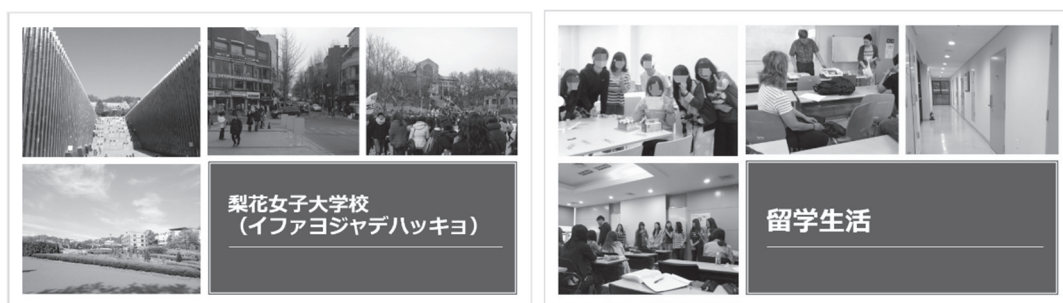 梨花女子大学校
（イファヨジャデハッキョ）
留学生活